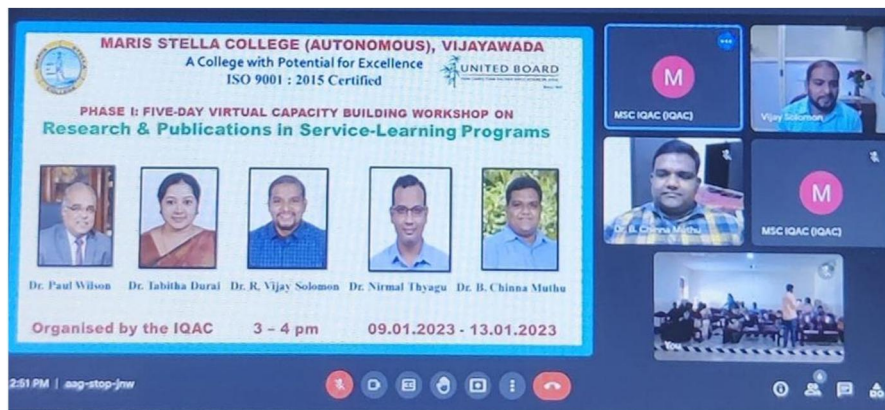 MARIS STELLA COLLEGE (AUTONOMOUS), VIJAYAWADA
A College with Potential for Excellence
ISO 9001 : 2015 Certified
UNITED BOARD
PHASE I: FIVE-DAY VIRTUAL CAPACITY BUILDING WORKSHOP ON
Research & Publications in Service-Learning Programs
Dr. Paul Wilson Dr. Tabitha Durai Dr. R, Vijay Solomon Dr. Nirmal Thyagu Dr. B. Chinna Muthu
Organised by the IQAC 3 – 4 pm 09.01.2023 - 13.01.2023
M
MSC IQAC (IQAC)
Vijay Solomon
Dr. B. Chinna Muthu
M
MSC IQAC (IQAC)
You
2:51 PM | aag-stop-jnw
6